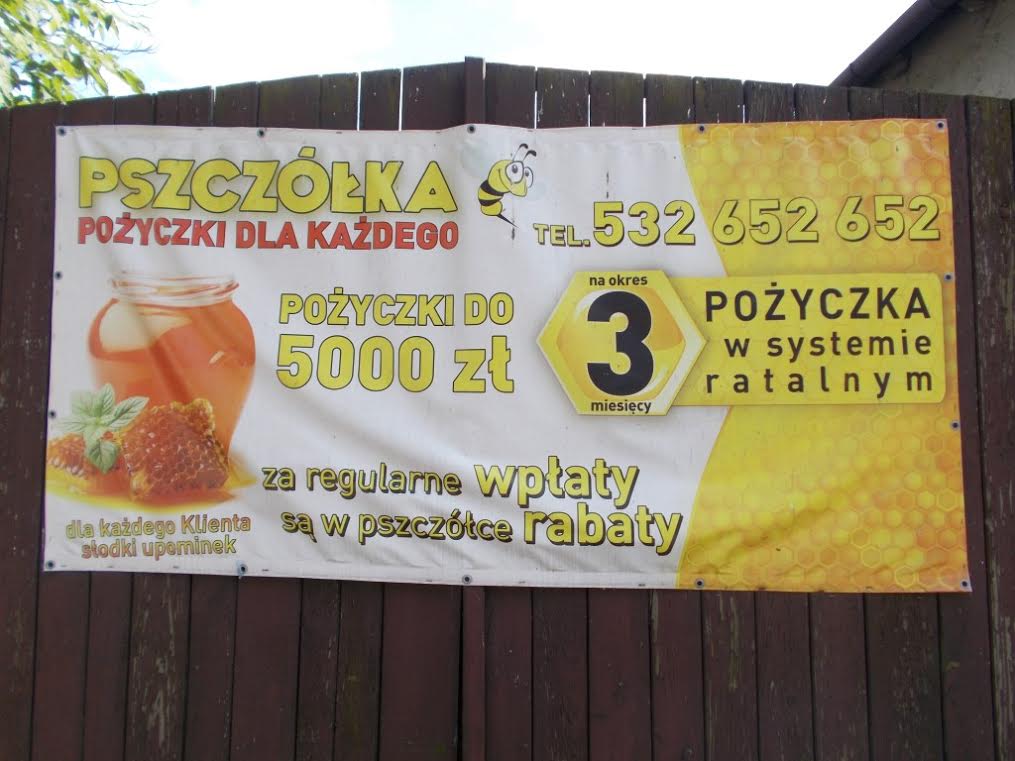 PSZCZÓŁKA
POŻYCZKI DLA KAŻDEGO
TEL. 532 652 652
POŻYCZKI DO
5000 zł
na okres
3
miesięcy
POŻYCZKA
w systemie
ratalnym
za regularne wpłaty
są w pszczółce rabaty
dla każdego Klienta
słodki upominek